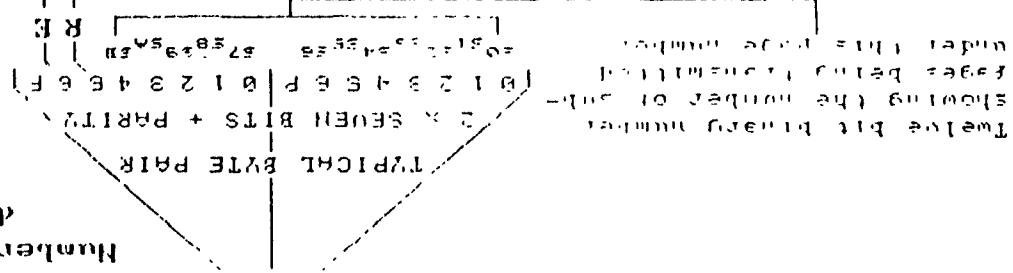 Number
TYPICAL BYTE PAIR
2 x SEVEN BITS + PARITY
0 1 2 3 4 5 6 P 0 1 2 3 4 5 6 P
R E
Twelve bit binary number
showing the number of sub-
pages being transmitted
under this page number